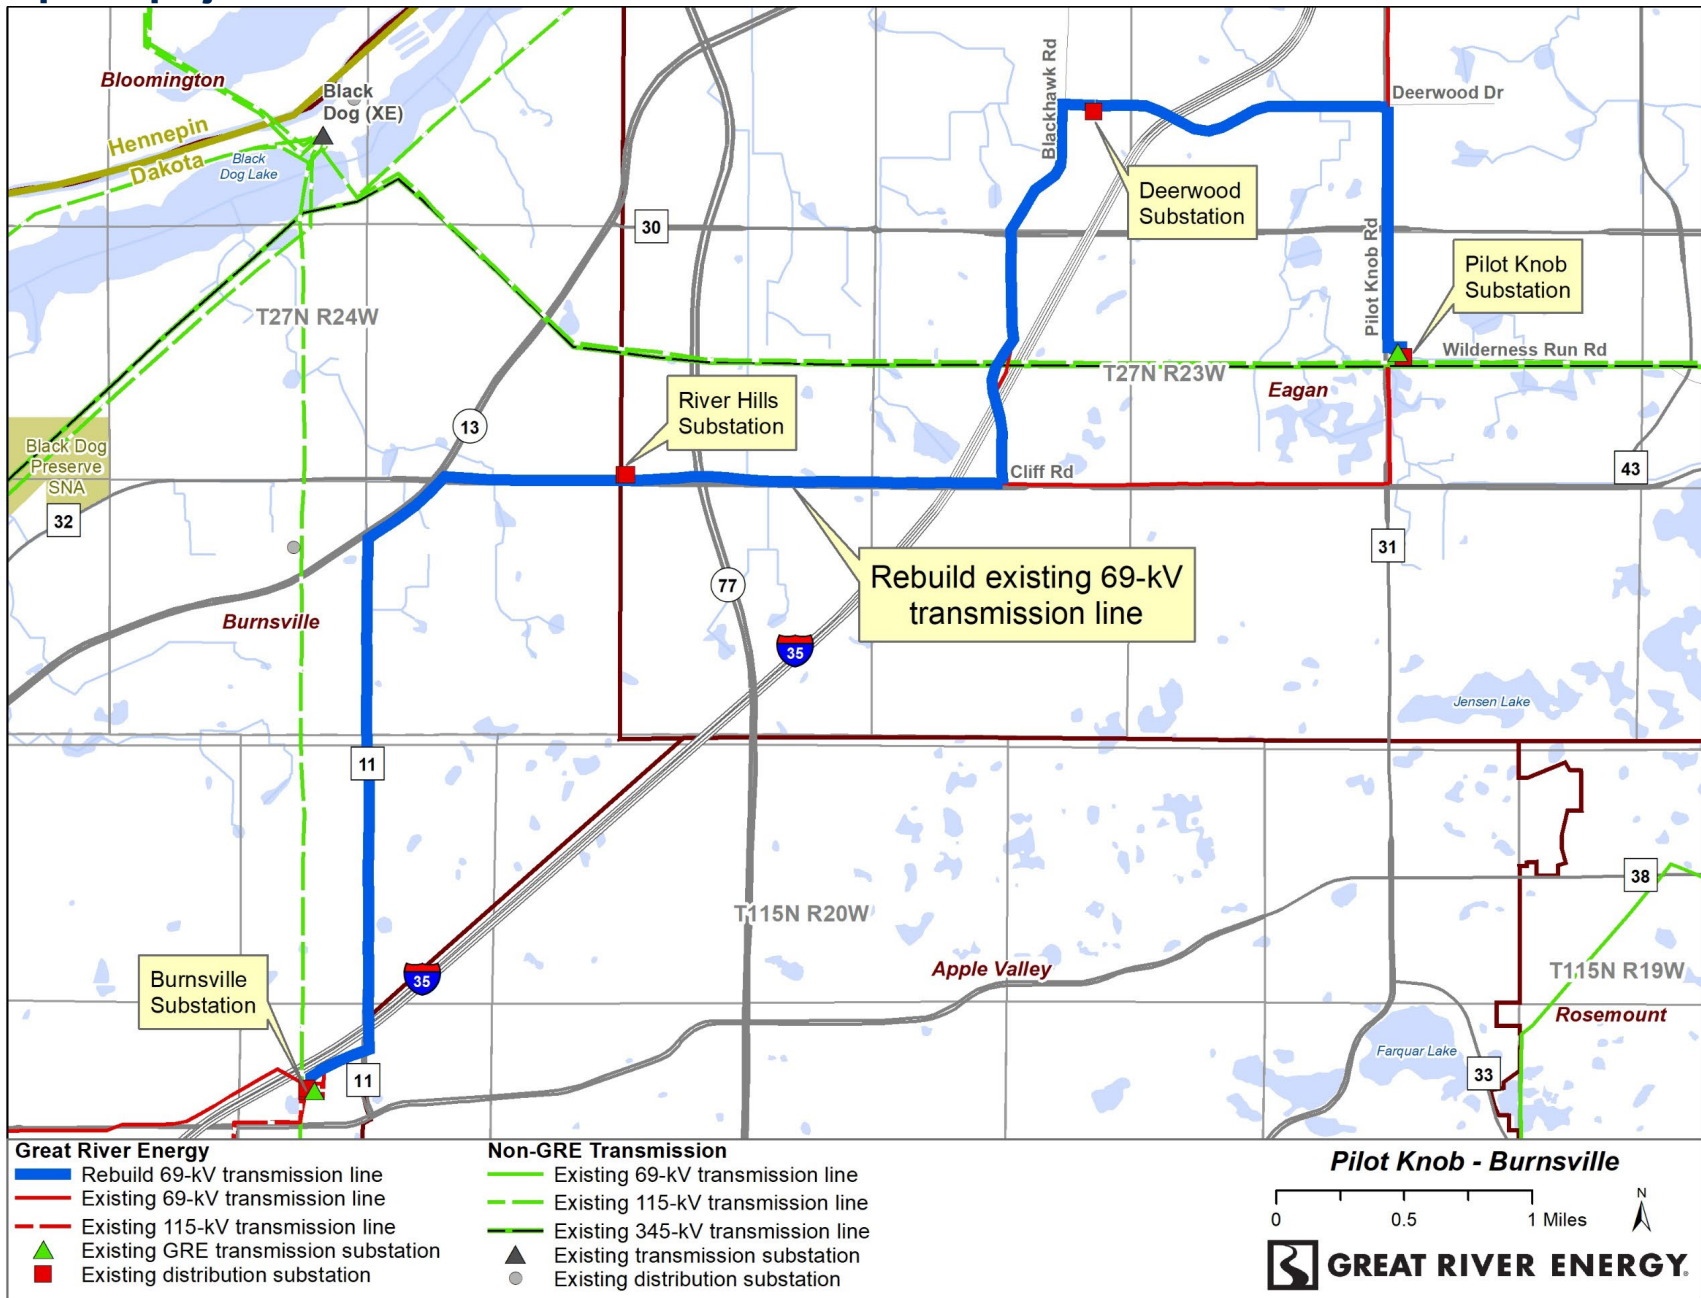 Bloomington
Black
Dog (XE)
Hennepin
Dakota
Black
Dog Lake
Blackhawk Rd
Deerwood Dr
Deerwood
Substation
30
Pilot Knob Rd
Pilot Knob
Substation
T27N R24W
Wilderness Run Rd
T27N R23W
Eagan
River Hills
Substation
13
Black Dog
Preserve
SNA
Cliff Rd
43
32
31
Rebuild existing 69-kV
transmission line
77
Burnsville
35
Jensen Lake
11
38
T115N R20W
Apple Valley
T115N R19W
Burnsville
Substation
35
Rosemount
Farquar Lake
33
11
Great River Energy
Rebuild 69-kV transmission line
Existing 69-kV transmission line
Existing 115-kV transmission line
Existing GRE transmission substation
Existing distribution substation
Non-GRE Transmission
Existing 69-kV transmission line
Existing 115-kV transmission line
Existing 345-kV transmission line
Existing transmission substation
Existing distribution substation
Pilot Knob - Burnsville
0 0.5 1 Miles
N
GREAT RIVER ENERGY®